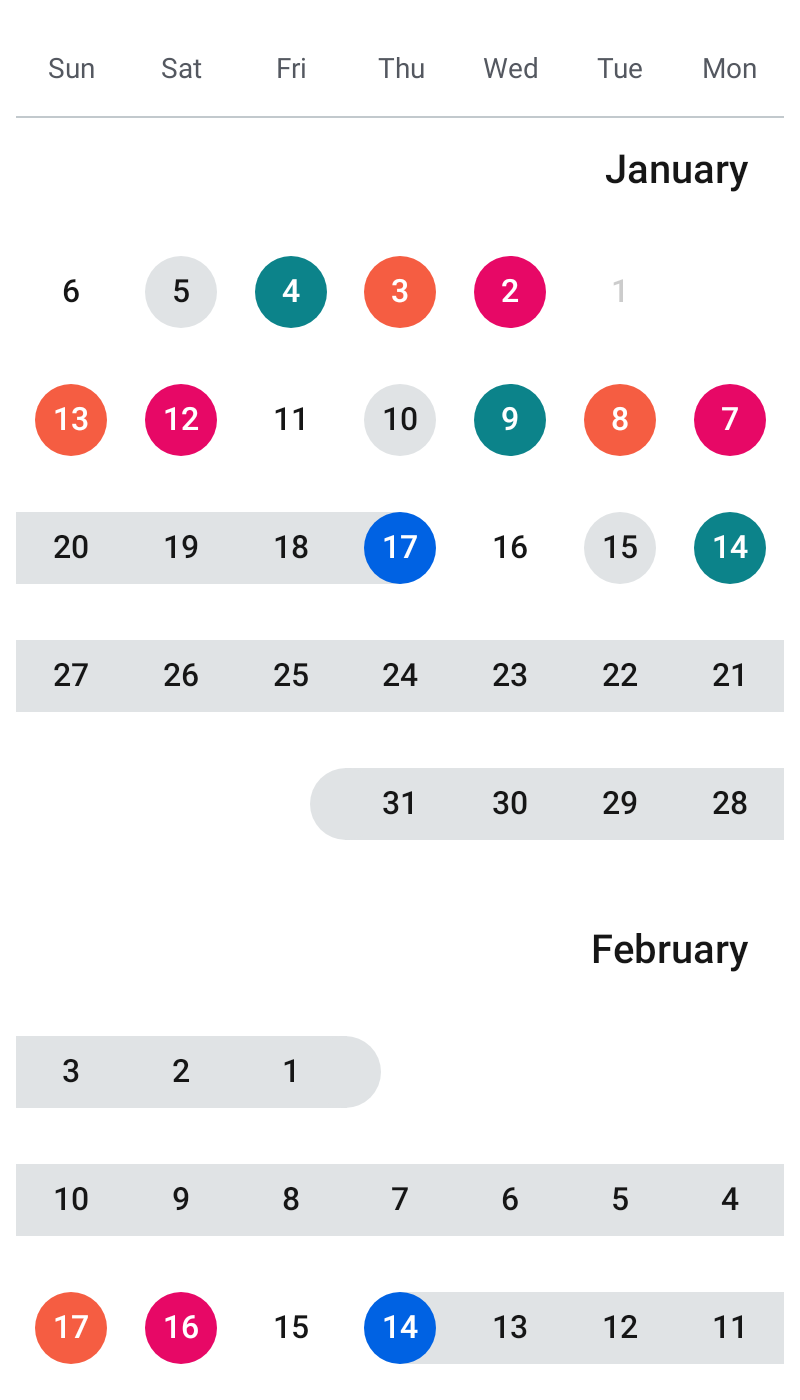 Sun Sat Fri Thu Wed Tue Mon
January
6 5 4 3 2 1
13 12 11 10 9 8 7
20 19 18 17 16 15 14
27 26 25 24 23 22 21
31 30 29 28
February
3 2 1
10 9 8 7 6 5 4
17 16 15 14 13 12 11